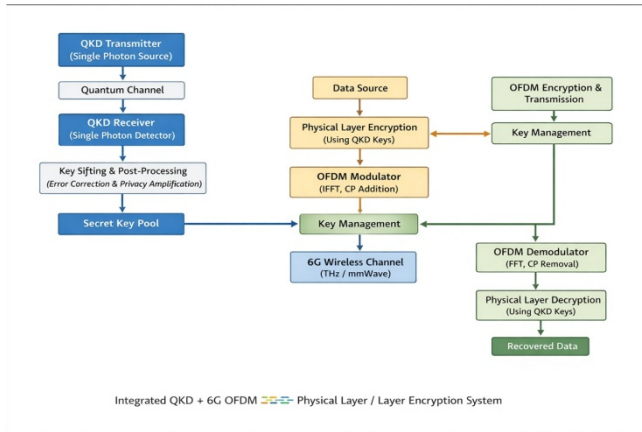 QKD Transmitter
(Single Photon Source)
Quantum Channel
QKD Receiver
(Single Photon Detector)
Key Sifting & Post-Processing
(Error Correction & Privacy Amplification)
Secret Key Pool
Data Source
Physical Layer Encryption
(Using QKD Keys)
OFDM Modulator
(IFFT, CP Addition)
Key Management
6G Wireless Channel
(THz / mmWave)
OFDM Encryption &
Transmission
Key Management
OFDM Demodulator
(FFT, CP Removal)
Physical Layer Decryption
(Using QKD Keys)
Recovered Data
Integrated QKD + 6G OFDM Physical Layer / Layer Encryption System